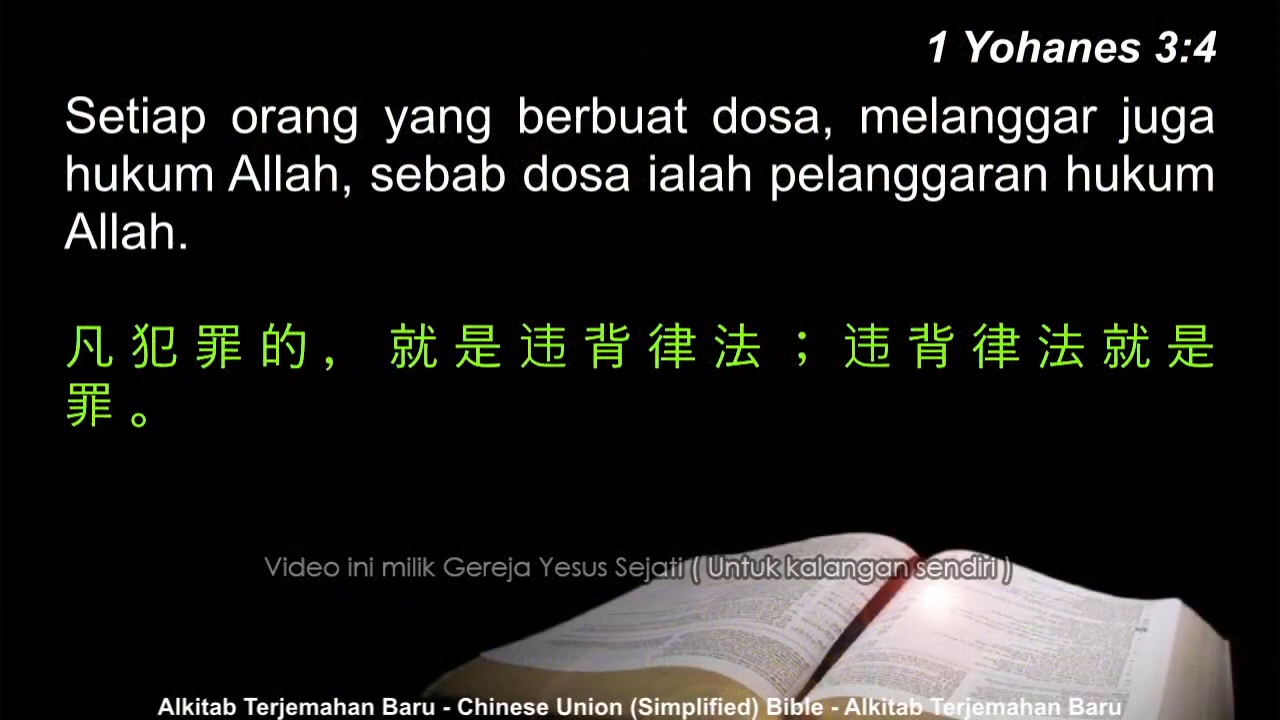 1 Yohanes 3:4
Setiap orang yang berbuat dosa, melanggar juga
hukum Allah, sebab dosa ialah pelanggaran hukum
Allah.
凡 犯 罪 的 ， 就 是 违 背 律 法 ； 违 背 律 法 就 是
罪 。
Video ini milik Gereja Yesus Sejati ( Untuk kalangan sendiri )
Alkitab Terjemahan Baru - Chinese Union (Simplified) Bible - Alkitab Terjemahan Baru